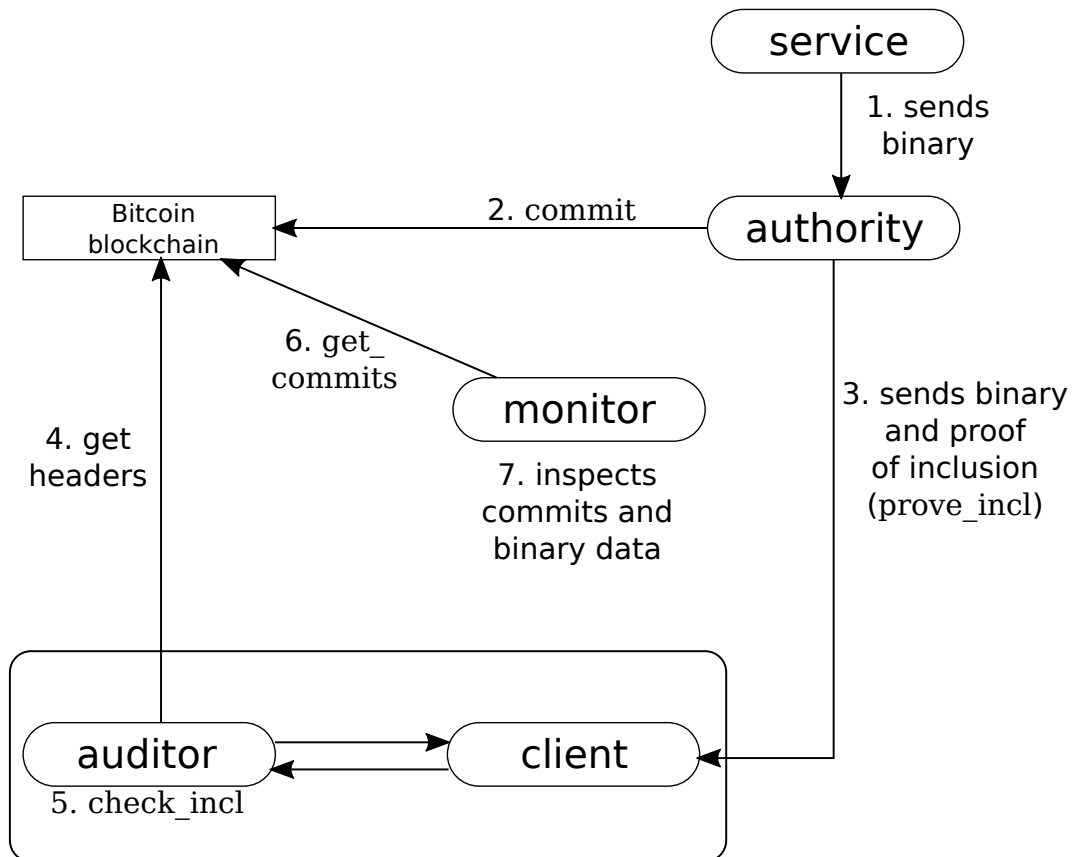 service
1. sends
binary
Bitcoin
blockchain
2. commit
authority
6. get_
commits
monitor
3. sends binary
and proof
of inclusion
(prove_incl)
4. get
headers
7. inspects
commits and
binary data
auditor
client
5. check_incl